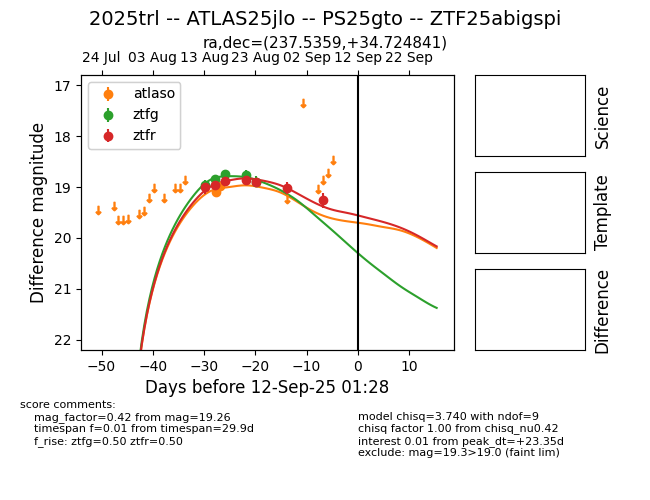 2025trl -- ATLAS25jlo -- PS25gto -- ZTF25abigspi
ra,dec=(237.5359,+34.724841)
24 Jul 03 Aug 13 Aug 23 Aug 02 Sep 12 Sep 22 Sep
atlaso
ztfg
ztfr
17
18
19
20
21
22
Difference magnitude
−50 −40 −30 −20 −10 0 10
Days before 12-Sep-25 01:28
Science
Template
Difference
score comments:
mag_factor=0.42 from mag=19.26
timespan f=0.01 from timespan=29.9d
f_rise: ztfg=0.50 ztfr=0.50
model chisq=3.740 with ndof=9
chisq factor 1.00 from chisq_nu0.42
interest 0.01 from peak_dt=+23.35d
exclude: mag=19.3>19.0 (faint lim)